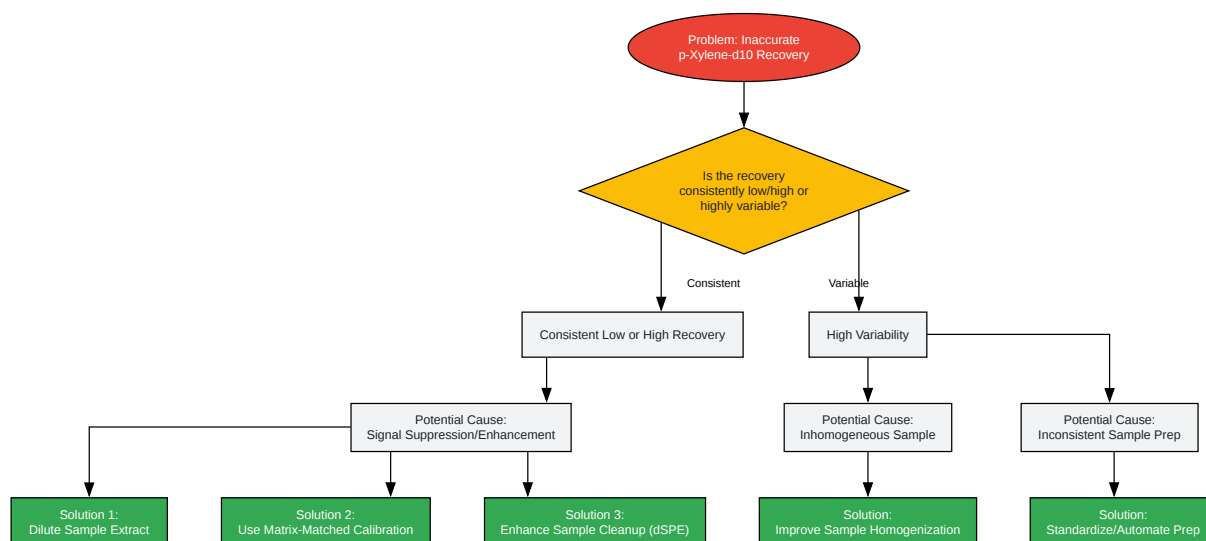 Problem: Inaccurate
p-Xylene-d10 Recovery
Is the recovery
consistently low/high or
highly variable?
Consistent
Variable
Consistent Low or High Recovery
High Variability
Potential Cause:
Signal Suppression/Enhancement
Potential Cause:
Inhomogeneous Sample
Potential Cause:
Inconsistent Sample Prep
Solution 1:
Dilute Sample Extract
Solution 2:
Use Matrix-Matched Calibration
Solution 3:
Enhance Sample Cleanup (dSPE)
Solution:
Improve Sample Homogenization
Solution:
Standardize/Automate Prep